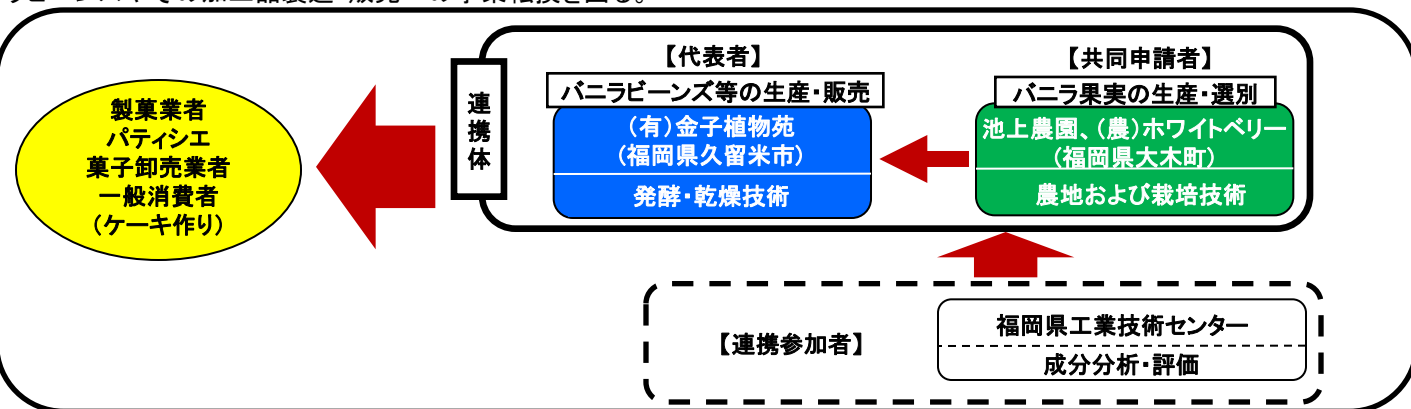 製菓業者
パティシエ
菓子卸売業者
一般消費者
(ケーキ作り)
連携体
【代表者】
バニラビーンズ等の生産・販売
(有)金子植物苑
(福岡県久留米市)
発酵・乾燥技術
【共同申請者】
バニラ果実の生産・選別
池上農園、(農)ホワイトベリー
(福岡県大木町)
農地および栽培技術
【連携参加者】
福岡県工業技術センター
成分分析・評価